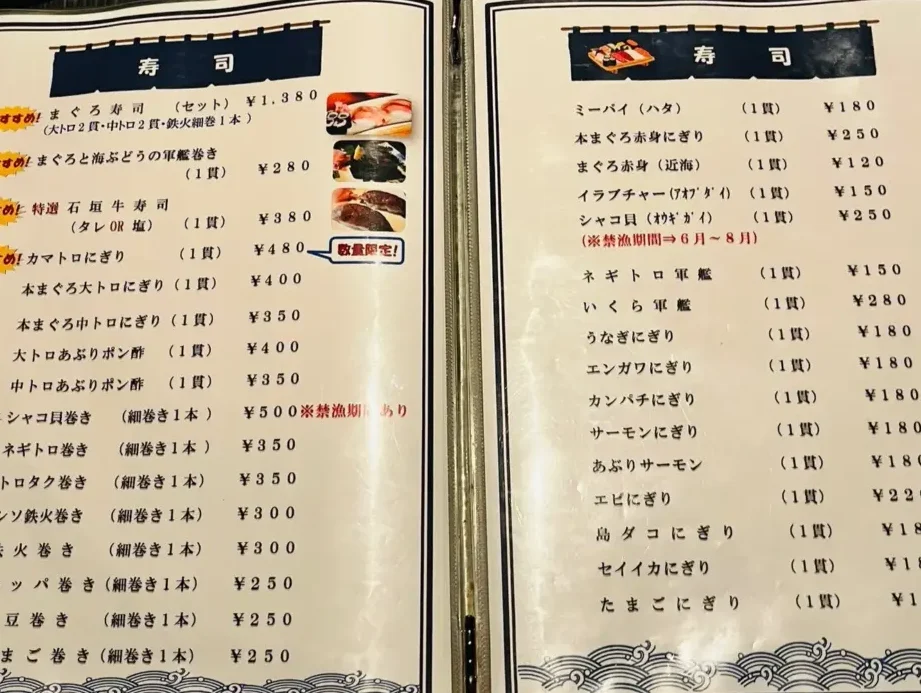 寿司
すすめ! まぐろ寿司 (セット) ¥1,380
(大トロ2貫・中トロ2貫・鉄火細巻1本)
すめ! まぐろと海ぶどうの軍艦巻き
(1貫) ¥280
め! 特選 石垣牛寿司
(タレOR塩) (1貫) ¥380
め! カマトロにぎり (1貫) ¥480 数量限定!
本まぐろ大トロにぎり (1貫) ¥400
本まぐろ中トロにぎり (1貫) ¥350
大トロあぶりポン酢 (1貫) ¥400
中トロあぶりポン酢 (1貫) ¥350
シャコ貝巻き (細巻き1本) ¥500 ※禁漁期間あり
ネギトロ巻き (細巻き1本) ¥350
トロタク巻き (細巻き1本) ¥350
ンソ鉄火巻き (細巻き1本) ¥300
火巻き (細巻き1本) ¥300
ッパ巻き (細巻き1本) ¥250
豆巻き (細巻き1本) ¥250
まご巻き (細巻き1本) ¥250
寿司
ミーバイ (ハタ) (1貫) ¥180
本まぐろ赤身にぎり (1貫) ¥250
まぐろ赤身 (近海) (1貫) ¥120
イラブチャー (アオブダイ) (1貫) ¥150
シャコ貝 (オウギガイ) (1貫) ¥250
(※禁漁期間⇒6月~8月)
ネギトロ軍艦 (1貫) ¥150
いくら軍艦 (1貫) ¥280
うなぎにぎり (1貫) ¥180
エンガワにぎり (1貫) ¥180
カンパチにぎり (1貫) ¥180
サーモンにぎり (1貫) ¥180
あぶりサーモン (1貫) ¥180
エビにぎり (1貫) ¥22
島ダコにぎり (1貫) ¥18
セイイカにぎり (1貫) ¥18
たまごにぎり (1貫) ¥1